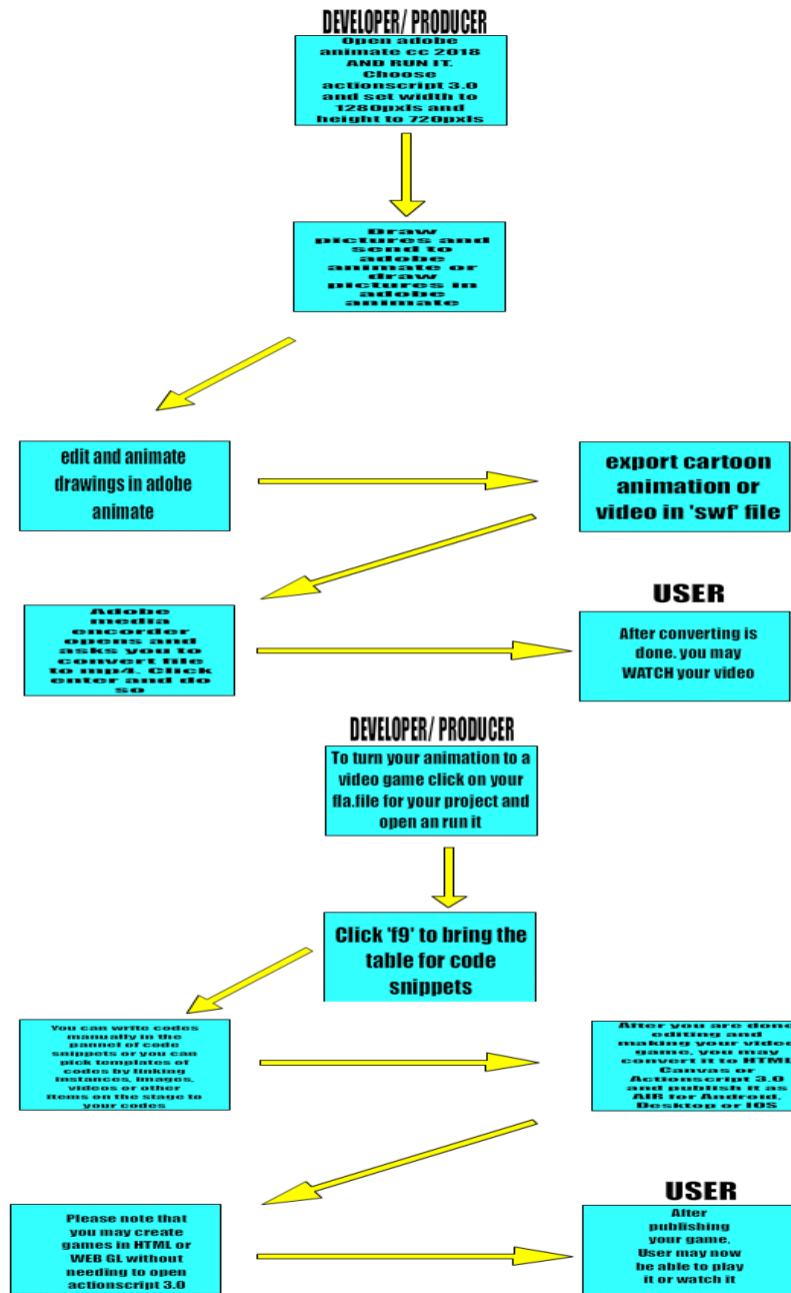 DEVELOPER/ PRODUCER
Open adobe
animate cc 2018
AND RUN IT.
Choose
actionscript 3.0
and set width to
1280pxls and
height to 720pxls
Draw
pictures and
send to
adobe
animate or
draw
pictures in
adobe
animate
edit and animate
drawings in adobe
animate
export cartoon
animation or
video in 'swf' file
Adobe
media
encorder
opens and
asks you to
convert file
to mp4. Click
enter and do
so
USER
After converting is
done. you may
WATCH your video
DEVELOPER/ PRODUCER
To turn your animation to a
video game click on your
fla.file for your project and
open an run it
Click 'f9' to bring the
table for code
snippets
You can write codes
manually in the
pannel of code
snippets or you can
pick templates of
codes by linking
instances, images,
videos or other
items on the stage to
your codes
After you are done
editing and
making your video
game, you may
convert it to HTML
Canvas or
Actionscript 3.0
and publish it as
AIR for Android,
Desktop or IOS
Please note that
you may create
games in HTML or
WEB GL without
needing to open
actionscript 3.0
USER
After
publishing
your game,
User may now
be able to play
it or watch it